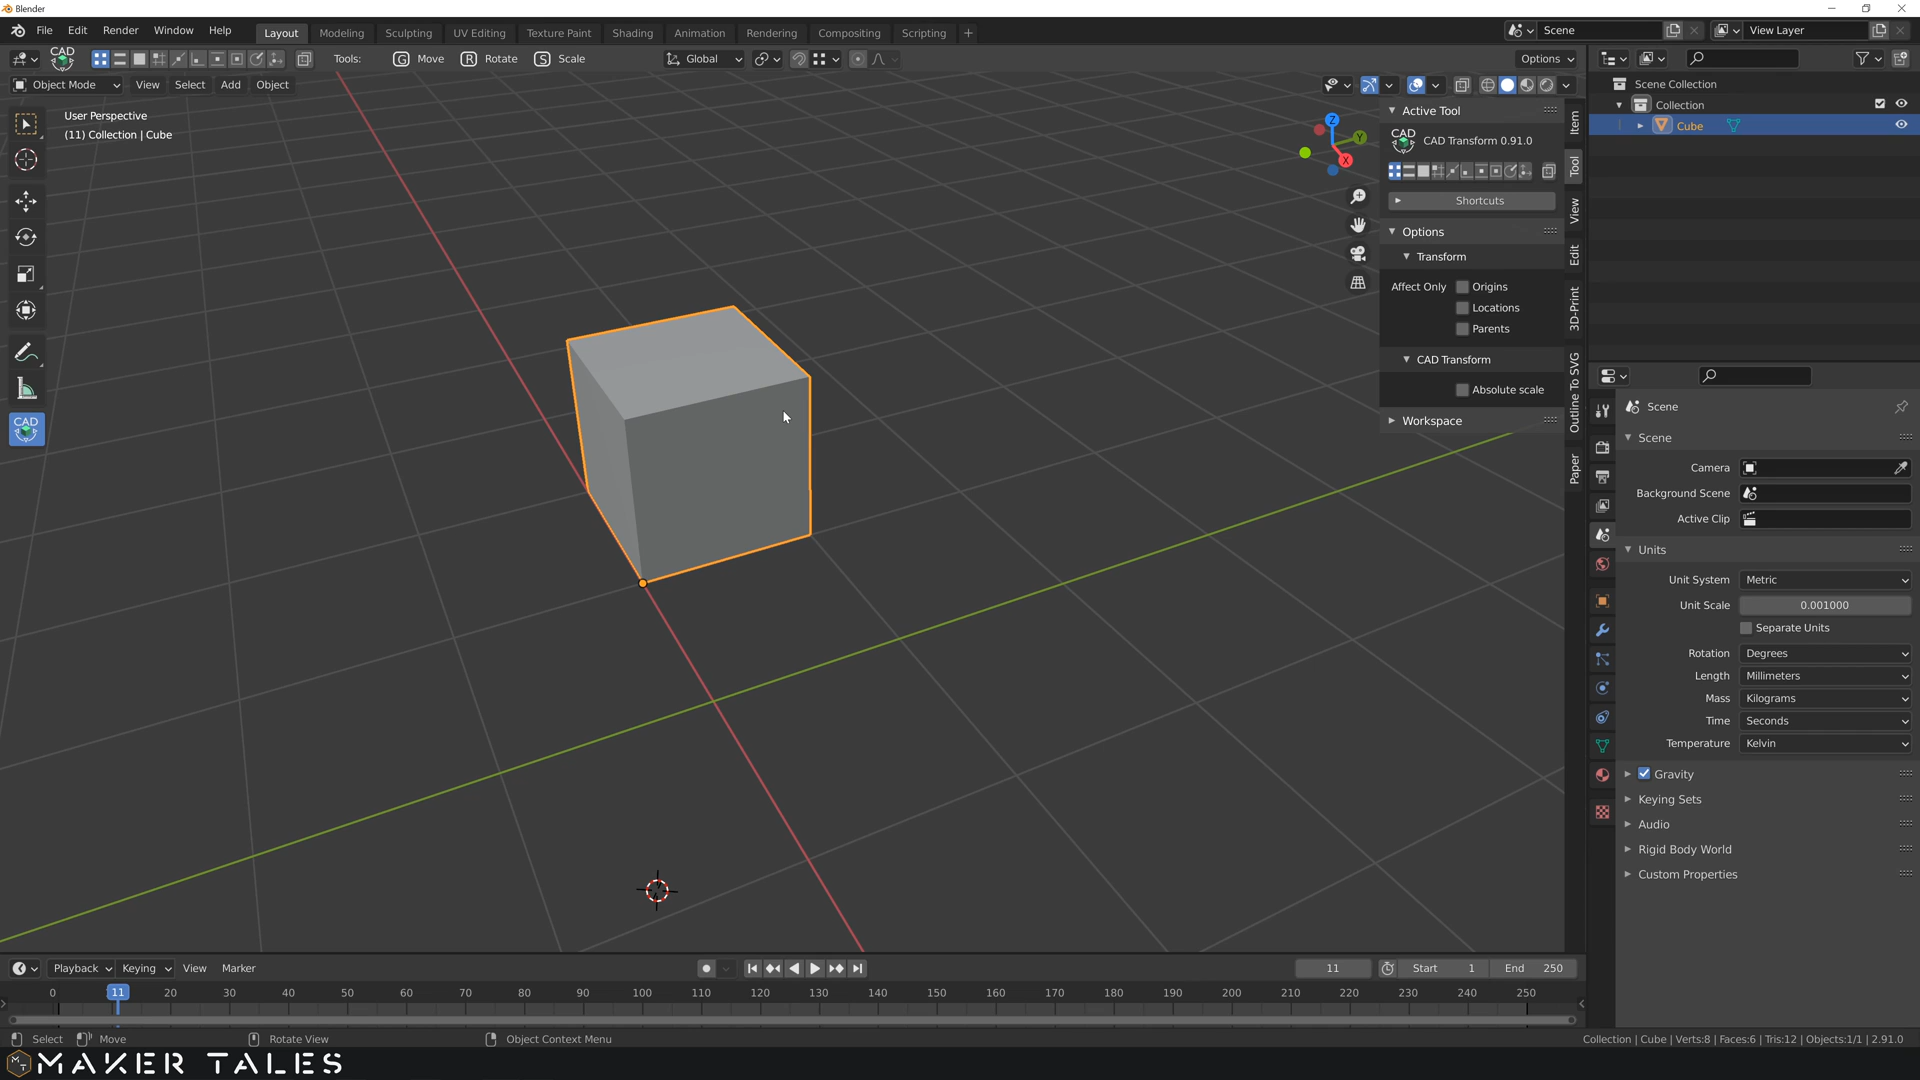 Blender
File Edit Render Window Help Layout Modeling Sculpting UV Editing Texture Paint Shading Animation Rendering Compositing Scripting + Scene View Layer
CAD Tools: G Move R Rotate S Scale Global Options
Object Mode View Select Add Object
User Perspective
(11) Collection | Cube
Z Y X
CAD
Active Tool
CAD CAD Transform 0.91.0
Shortcuts
Options
Transform
Affect Only Origins
Locations
Parents
CAD Transform
Absolute scale
Workspace
Item
Tool
View
Edit
3D-Print
Outline To SVG
Paper
Scene Collection
Collection
Cube
Scene
Scene
Camera
Background Scene
Active Clip
Units
Unit System Metric
Unit Scale 0.001000
Separate Units
Rotation Degrees
Length Millimeters
Mass Kilograms
Time Seconds
Temperature Kelvin
Gravity
Keying Sets
Audio
Rigid Body World
Custom Properties
Playback Keying View Marker 11 Start 1 End 250
0 11 20 30 40 50 60 70 80 90 100 110 120 130 140 150 160 170 180 190 200 210 220 230 240 250
Select Move Rotate View Object Context Menu Collection | Cube | Verts:8 | Faces:6 | Tris:12 | Objects:1/1 | 2.91.0
MT MAKER TALES